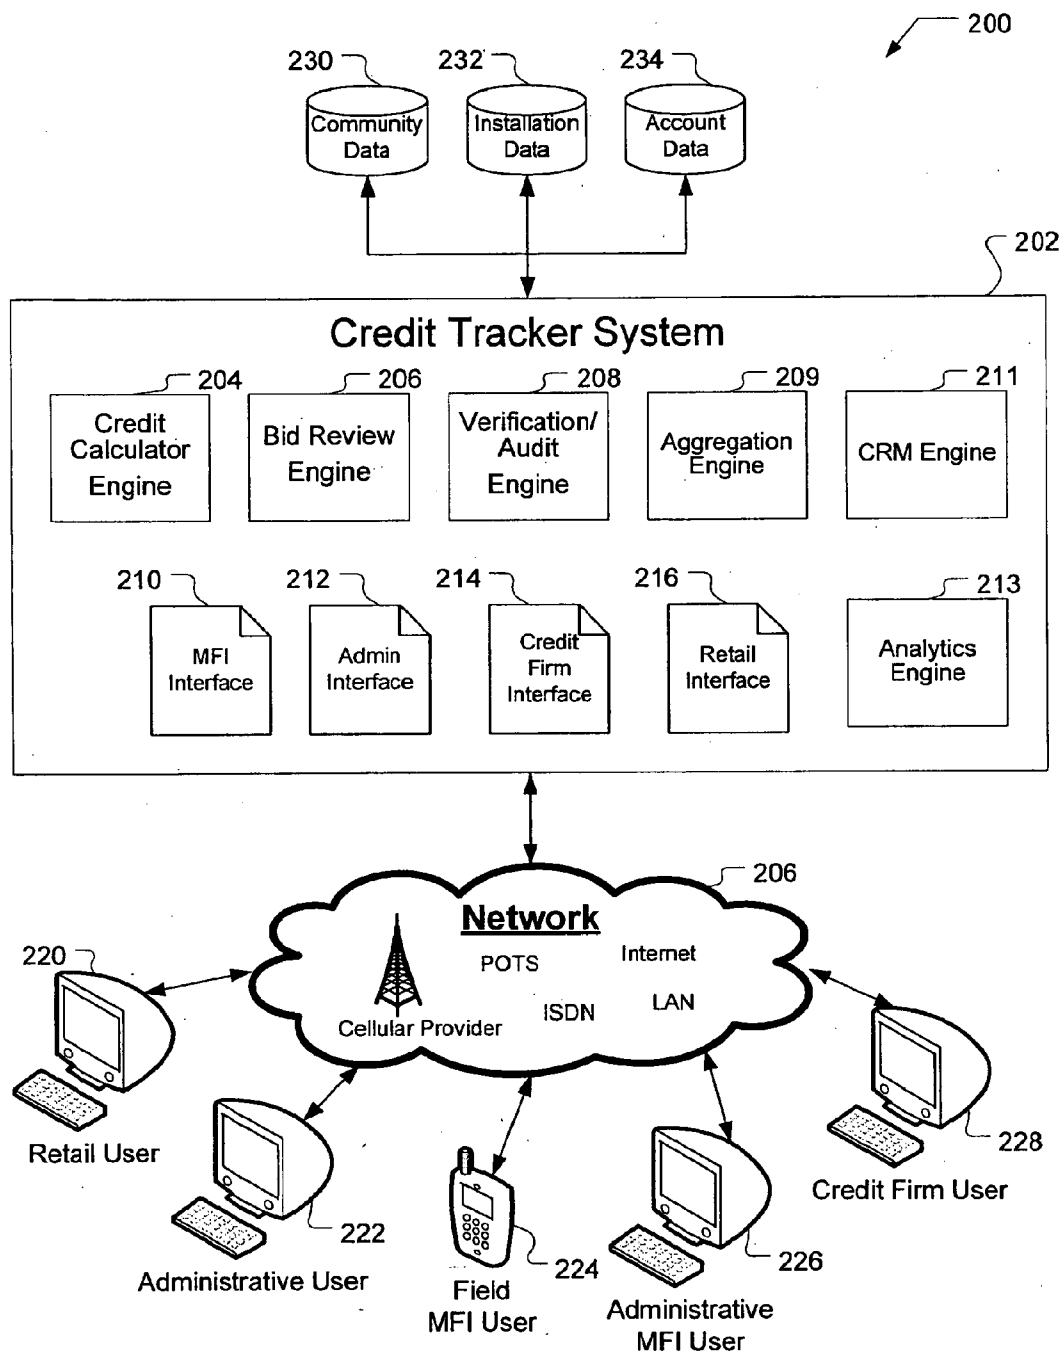 200
230
232
234
Community
Data
Installation
Data
Account
Data
202
Credit Tracker System
204
206
208
209
211
Credit
Calculator
Engine
Bid Review
Engine
Verification/
Audit
Engine
Aggregation
Engine
CRM Engine
210
212
214
216
213
MFI
Interface
Admin
Interface
Credit
Firm
Interface
Retail
Interface
Analytics
Engine
206
Network
POTS
Internet
ISDN
LAN
Cellular Provider
220
Retail User
222
Administrative User
224
Field
MFI User
226
Administrative
MFI User
228
Credit Firm User